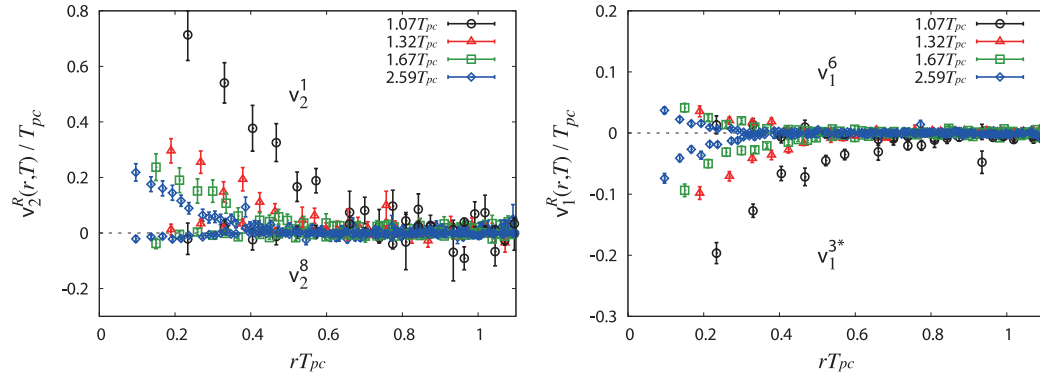 0.8
0.6
0.4
0.2
0
-0.2
v_2^R(r,T) / T_pc
1.07T_pc
1.32T_pc
1.67T_pc
2.59T_pc
v_2^1
v_2^8
0 0.2 0.4 0.6 0.8 1
rT_pc
0.2
0.1
0
-0.1
-0.2
-0.3
v_1^R(r,T) / T_pc
1.07T_pc
1.32T_pc
1.67T_pc
2.59T_pc
v_1^6
v_1^3*
0 0.2 0.4 0.6 0.8 1
rT_pc